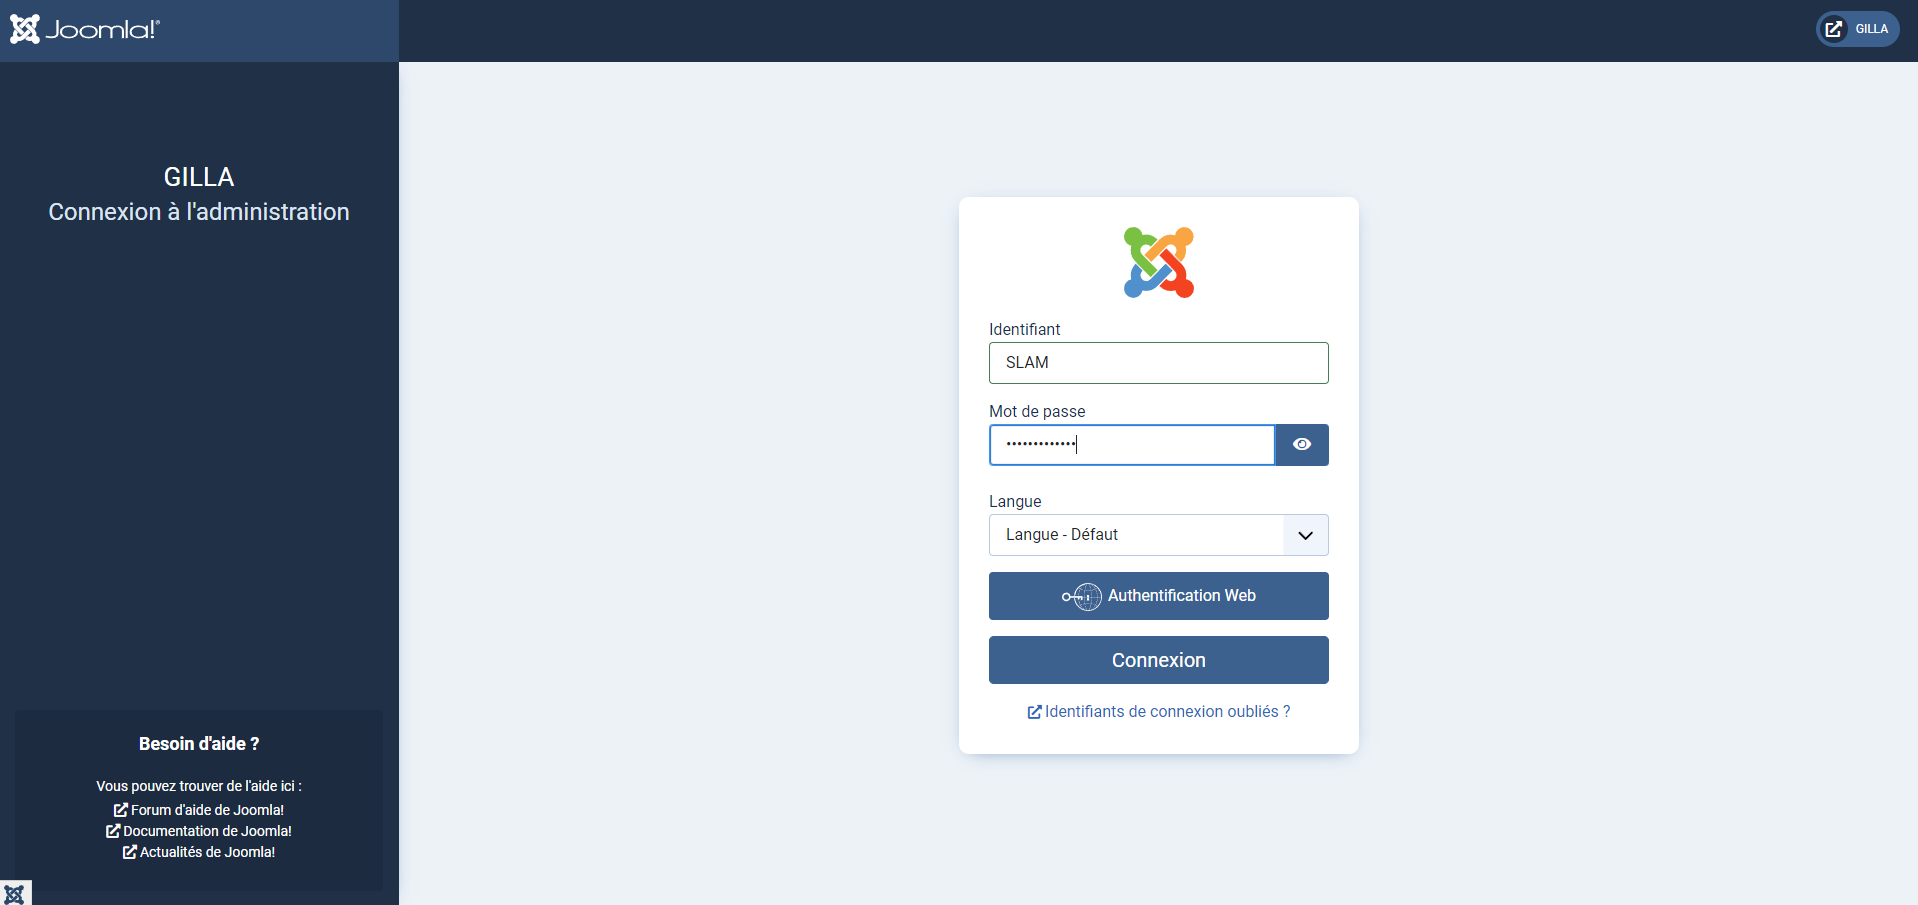 Joomla!®
GILLA
GILLA
Connexion à l'administration
Identifiant
SLAM
Mot de passe
•••••••••••••
Langue
Langue - Défaut
Authentification Web
Connexion
Identifiants de connexion oubliés ?
Besoin d'aide ?
Vous pouvez trouver de l'aide ici :
Forum d'aide de Joomla!
Documentation de Joomla!
Actualités de Joomla!